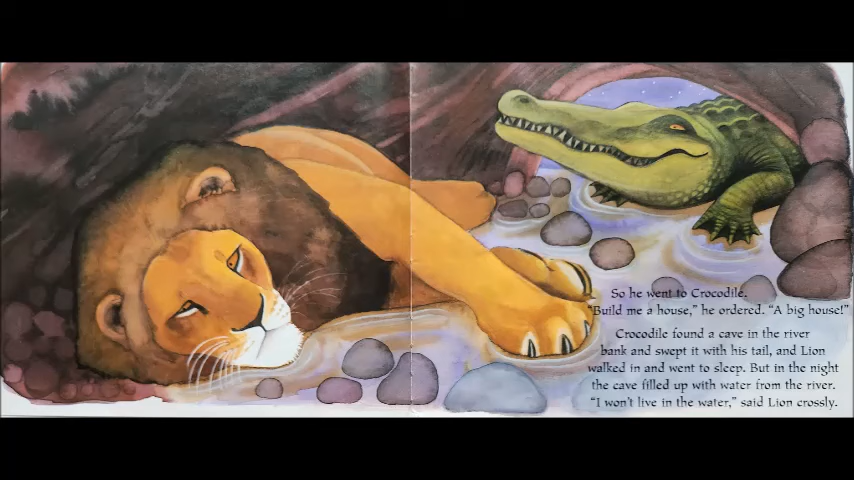 So he went to Crocodile.
"Build me a house," he ordered. "A big house!"
Crocodile found a cave in the river
bank and swept it with his tail, and Lion
walked in and went to sleep. But in the night
the cave filled up with water from the river.
"I won't live in the water," said Lion crossly.